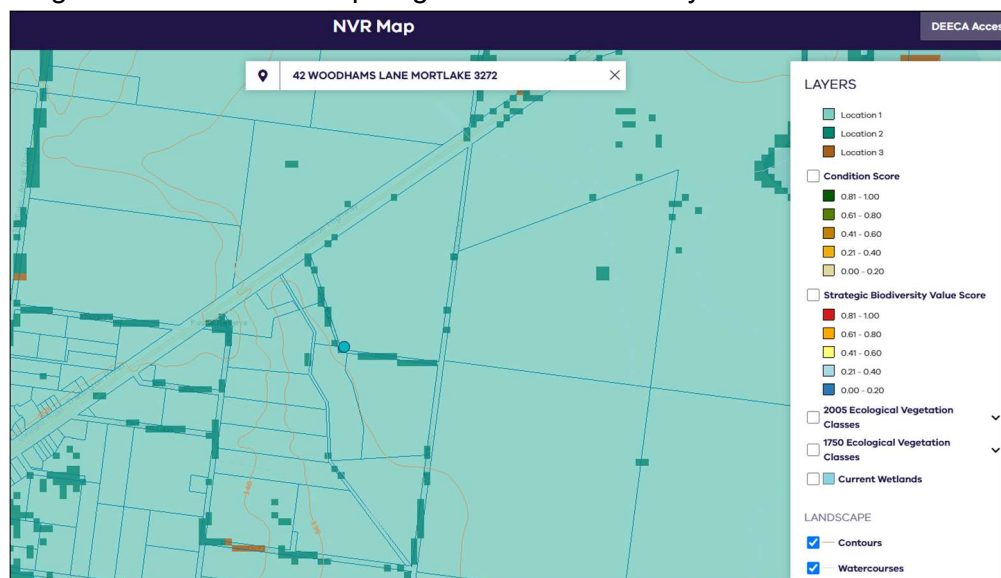 NVR Map
DEECA Acces
42 WOODHAMS LANE MORTLAKE 3272
LAYERS
Location 1
Location 2
Location 3
Condition Score
0.81 - 1.00
0.61 - 0.80
0.41 - 0.60
0.21 - 0.40
0.00 - 0.20
Strategic Biodiversity Value Score
0.81 - 1.00
0.61 - 0.80
0.41 - 0.60
0.21 - 0.40
0.00 - 0.20
2005 Ecological Vegetation
Classes
1750 Ecological Vegetation
Classes
Current Wetlands
LANDSCAPE
Contours
Watercourses
140
130